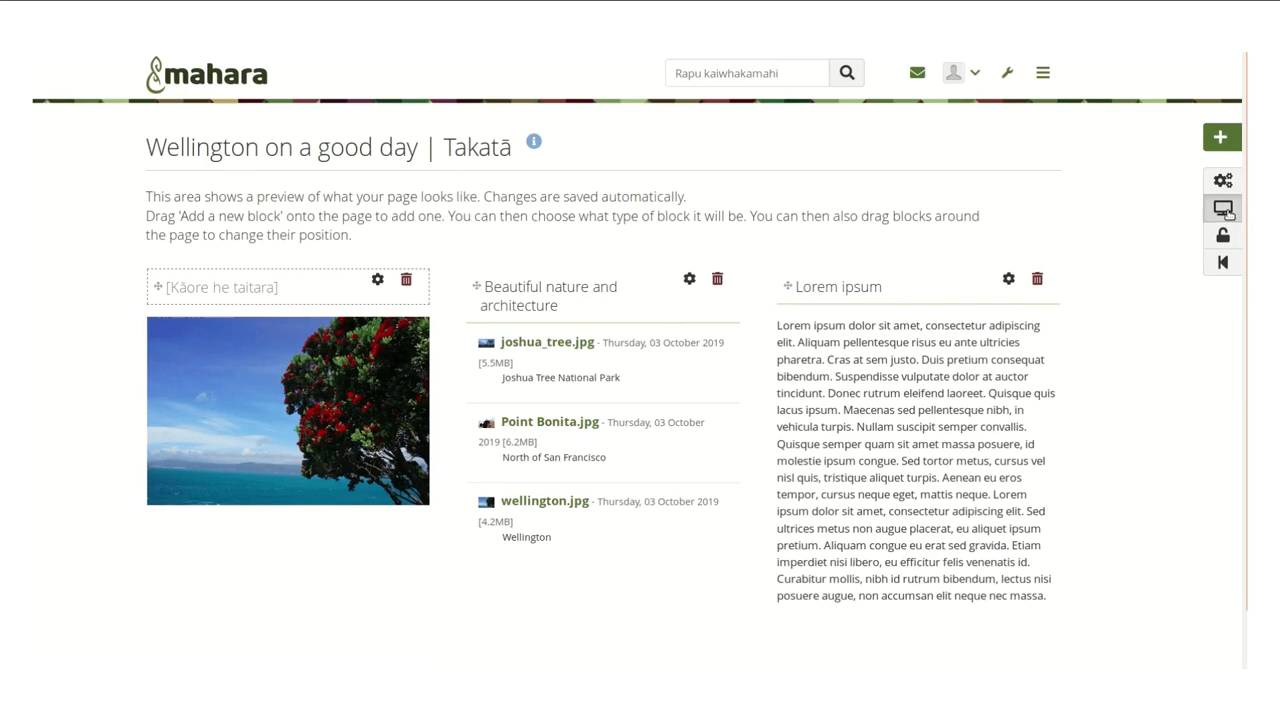 mahara
Rapu kaiwhakamahi
Wellington on a good day | Takatā
This area shows a preview of what your page looks like. Changes are saved automatically.
Drag 'Add a new block' onto the page to add one. You can then choose what type of block it will be. You can then also drag blocks around
the page to change their position.
[Kāore he taitara]
Beautiful nature and
architecture
joshua_tree.jpg - Thursday, 03 October 2019
[5.5MB]
Joshua Tree National Park
Point Bonita.jpg - Thursday, 03 October
2019 [6.2MB]
North of San Francisco
wellington.jpg - Thursday, 03 October 2019
[4.2MB]
Wellington
Lorem ipsum
Lorem ipsum dolor sit amet, consectetur adipiscing
elit. Aliquam pellentesque risus eu ante ultricies
pharetra. Cras at sem justo. Duis pretium consequat
bibendum. Suspendisse vulputate dolor at auctor
tincidunt. Donec rutrum eleifend laoreet. Quisque quis
lacus ipsum. Maecenas sed pellentesque nibh, in
vehicula turpis. Nullam suscipit semper convallis.
Quisque semper quam sit amet massa posuere, id
molestie ipsum congue. Sed tortor metus, cursus vel
nisl quis, tristique aliquet turpis. Aenean eu eros
tempor, cursus neque eget, mattis neque. Lorem
ipsum dolor sit amet, consectetur adipiscing elit. Sed
ultrices metus non augue placerat, eu aliquet ipsum
pretium. Aliquam congue eu erat sed gravida. Etiam
imperdiet nisi libero, eu efficitur felis venenatis id.
Curabitur mollis, nibh id rutrum bibendum, lectus nisi
posuere augue, non accumsan elit neque nec massa.